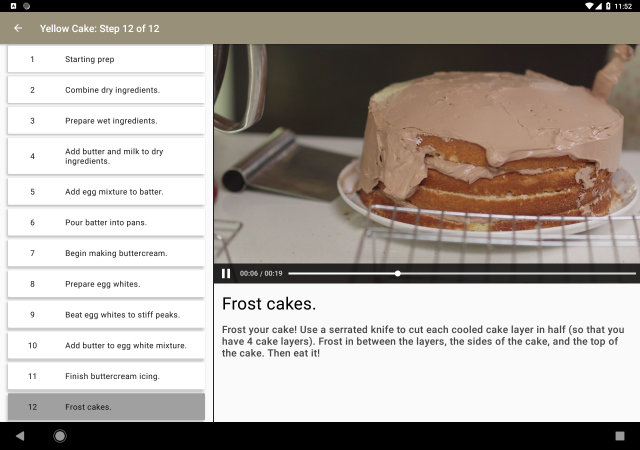 11:52
Yellow Cake: Step 12 of 12
1 Starting prep
2 Combine dry ingredients.
3 Prepare wet ingredients.
4 Add butter and milk to dry
ingredients.
5 Add egg mixture to batter.
6 Pour batter into pans.
7 Begin making buttercream.
8 Prepare egg whites.
9 Beat egg whites to stiff peaks.
10 Add butter to egg white mixture.
11 Finish buttercream icing.
12 Frost cakes.
00:06 / 00:19
Frost cakes.
Frost your cake! Use a serrated knife to cut each cooled cake layer in half (so that you
have 4 cake layers). Frost in between the layers, the sides of the cake, and the top of
the cake. Then eat it!